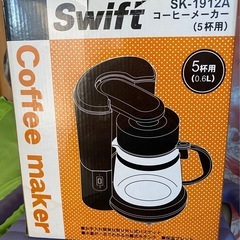 Swift
SK-1912A
コーヒーメーカー
(5杯用)
5杯用
(0.6L)
Coffee maker